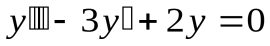 y▯▯▯▯ - 3y▯ + 2y = 0